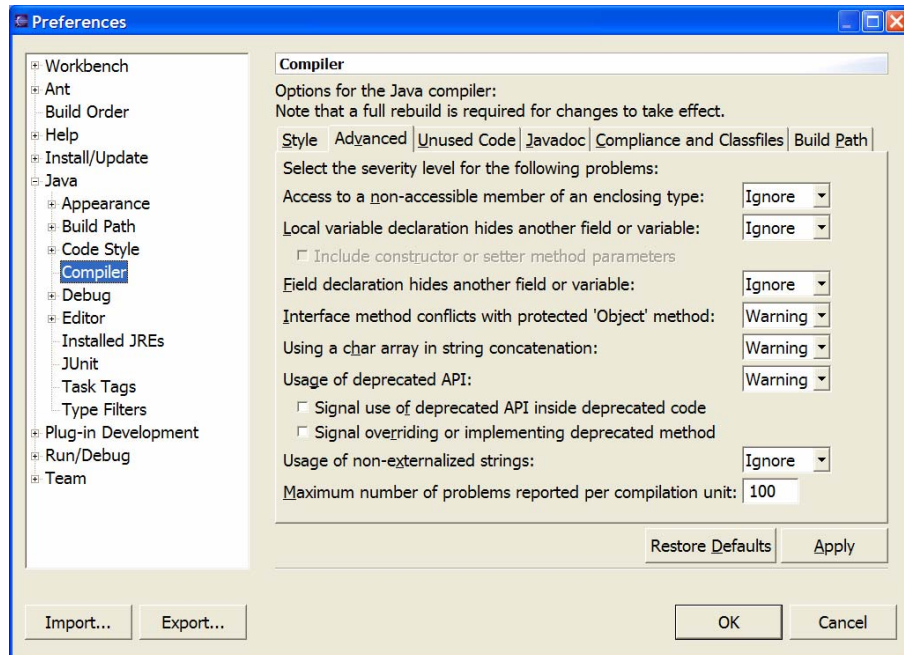 Preferences
Workbench
Ant
Build Order
Help
Install/Update
Java
Appearance
Build Path
Code Style
Compiler
Debug
Editor
Installed JREs
JUnit
Task Tags
Type Filters
Plug-in Development
Run/Debug
Team
Compiler
Options for the Java compiler:
Note that a full rebuild is required for changes to take effect.
Style Advanced Unused Code Javadoc Compliance and Classfiles Build Path
Select the severity level for the following problems:
Access to a non-accessible member of an enclosing type: Ignore
Local variable declaration hides another field or variable: Ignore
Include constructor or setter method parameters
Field declaration hides another field or variable: Ignore
Interface method conflicts with protected 'Object' method: Warning
Using a char array in string concatenation: Warning
Usage of deprecated API: Warning
Signal use of deprecated API inside deprecated code
Signal overriding or implementing deprecated method
Usage of non-externalized strings: Ignore
Maximum number of problems reported per compilation unit: 100
Restore Defaults Apply
Import... Export... OK Cancel